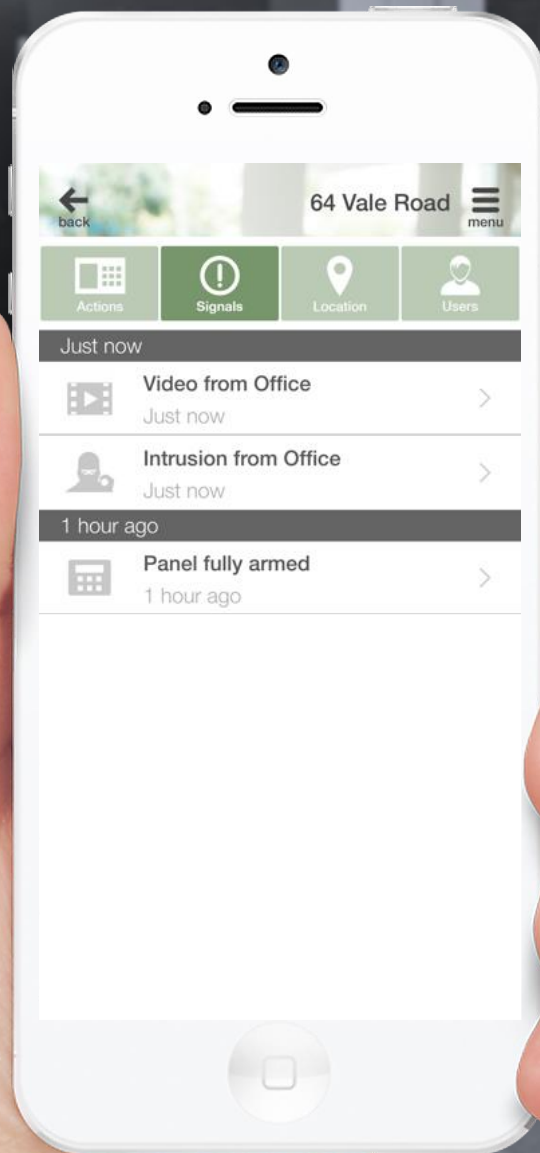 back
64 Vale Road
menu
Actions
Signals
Location
Users
Just now
Video from Office
Just now
Intrusion from Office
Just now
1 hour ago
Panel fully armed
1 hour ago